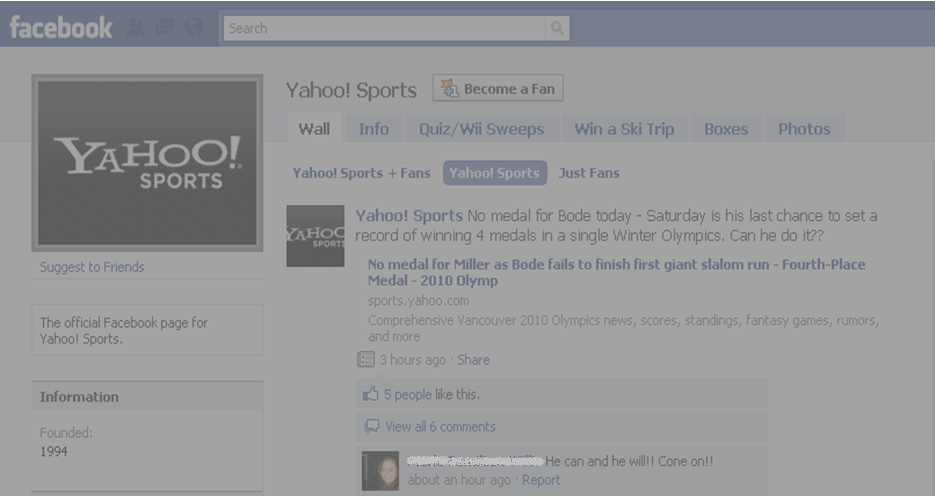 facebook
Search
YAHOO!
SPORTS
Suggest to Friends
The official Facebook page for
Yahoo! Sports.
Information
Founded:
1994
Yahoo! Sports Become a Fan
Wall Info Quiz/Wii Sweeps Win a Ski Trip Boxes Photos
Yahoo! Sports + Fans Yahoo! Sports Just Fans
YAHOO
SPORTS
Yahoo! Sports No medal for Bode today - Saturday is his last chance to set a
record of winning 4 medals in a single Winter Olympics. Can he do it??
No medal for Miller as Bode fails to finish first giant slalom run - Fourth-Place
Medal - 2010 Olymp
sports.yahoo.com
Comprehensive Vancouver 2010 Olympics news, scores, standings, fantasy games, rumors,
and more
3 hours ago · Share
5 people like this.
View all 6 comments
He can and he will!! Cone on!!
about an hour ago · Report